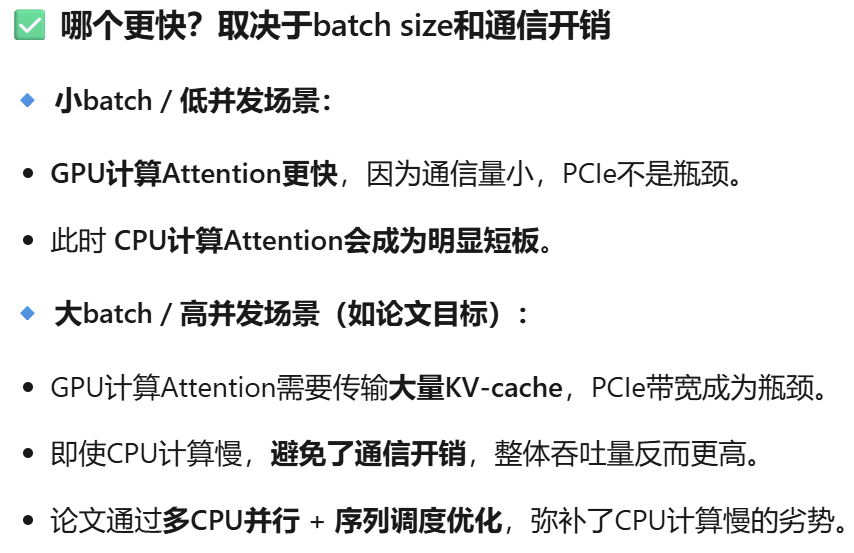 ✅ 哪个更快？取决于batch size和通信开销
🔹 小batch / 低并发场景：
• GPU计算Attention更快，因为通信量小，PCIe不是瓶颈。
• 此时 CPU计算Attention会成为明显短板。
🔹 大batch / 高并发场景（如论文目标）：
• GPU计算Attention需要传输大量KV-cache，PCIe带宽成为瓶颈。
• 即使CPU计算慢，避免了通信开销，整体吞吐量反而更高。
• 论文通过多CPU并行 + 序列调度优化，弥补了CPU计算慢的劣势。